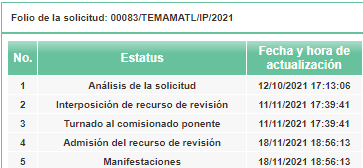 Folio de la solicitud: 00083/TEMAMATL/IP/2021
No. Estatus Fecha y hora de actualización
1 Análisis de la solicitud 12/10/2021 17:13:06
2 Interposición de recurso de revisión 11/11/2021 17:39:41
3 Turnado al comisionado ponente 11/11/2021 17:39:41
4 Admisión del recurso de revisión 18/11/2021 18:56:13
5 Manifestaciones 18/11/2021 18:56:13